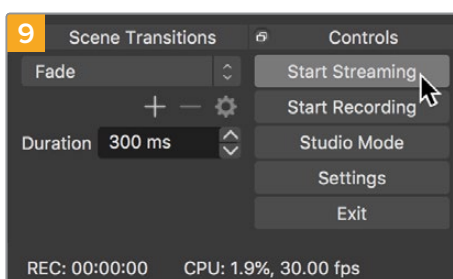 9
Scene Transitions
Controls
Fade
Start Streaming
Start Recording
Duration 300 ms
Studio Mode
Settings
Exit
REC: 00:00:00 CPU: 1.9%, 30.00 fps